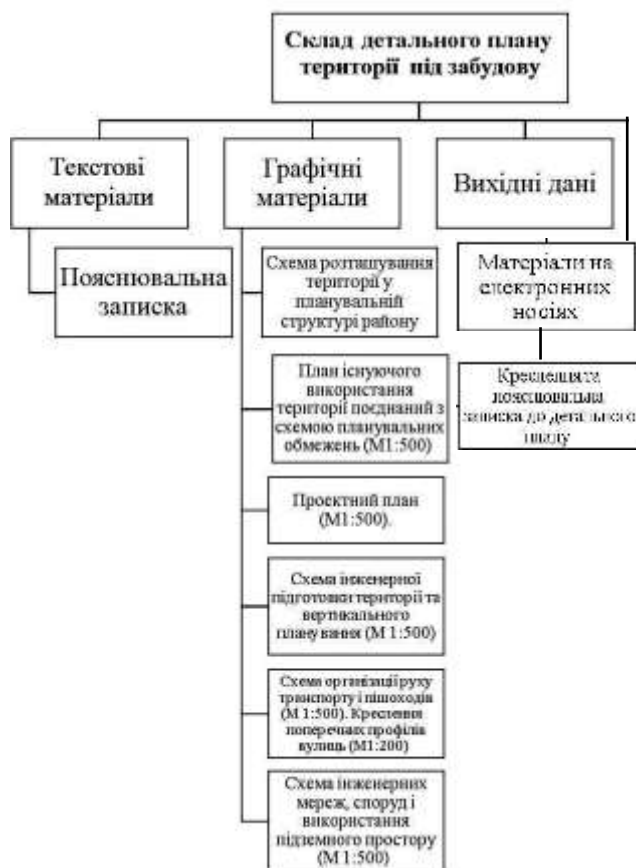 Склад детального плану
території під забудову
Текстові
матеріали
Графічні
матеріали
Вихідні дані
Пояснювальна
записка
Схема розташування
території у
планувальній
структурі району
Матеріали на
електронних
носіях
План існуючого
використання
території поєднаний з
схемою планувальних
обмежень (М1:500)
Креслення та
пояснювальна
записка до детального
плану
Проектний план
(М1:500).
Схема інженерної
підготовки території та
вертикального
планування (М 1:500)
Схема організації руху
транспорту і пішоходів
(М 1:500). Креслення
поперечних профілів
вулиць (М1:200)
Схема інженерних
мереж, споруд і
використання
підземного простору
(М 1:500)